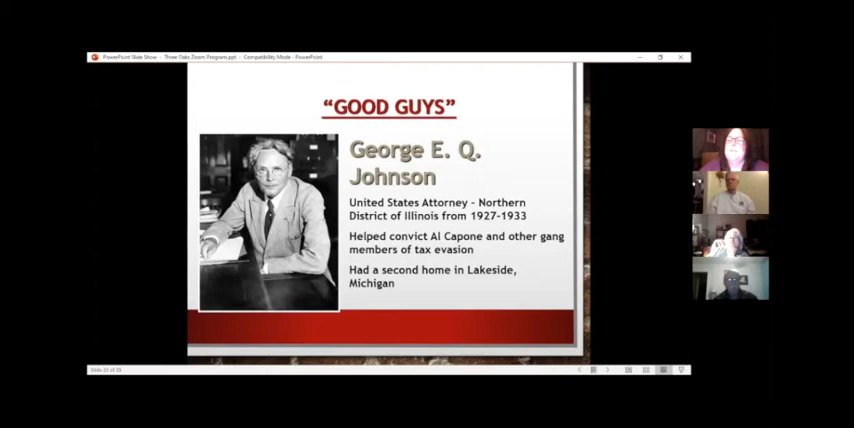 PowerPoint Slide Show - Three Oaks Zoom Program.ppt - Compatibility Mode - PowerPoint
“GOOD GUYS”
George E. Q.
Johnson
United States Attorney – Northern
District of Illinois from 1927-1933
Helped convict Al Capone and other gang
members of tax evasion
Had a second home in Lakeside,
Michigan